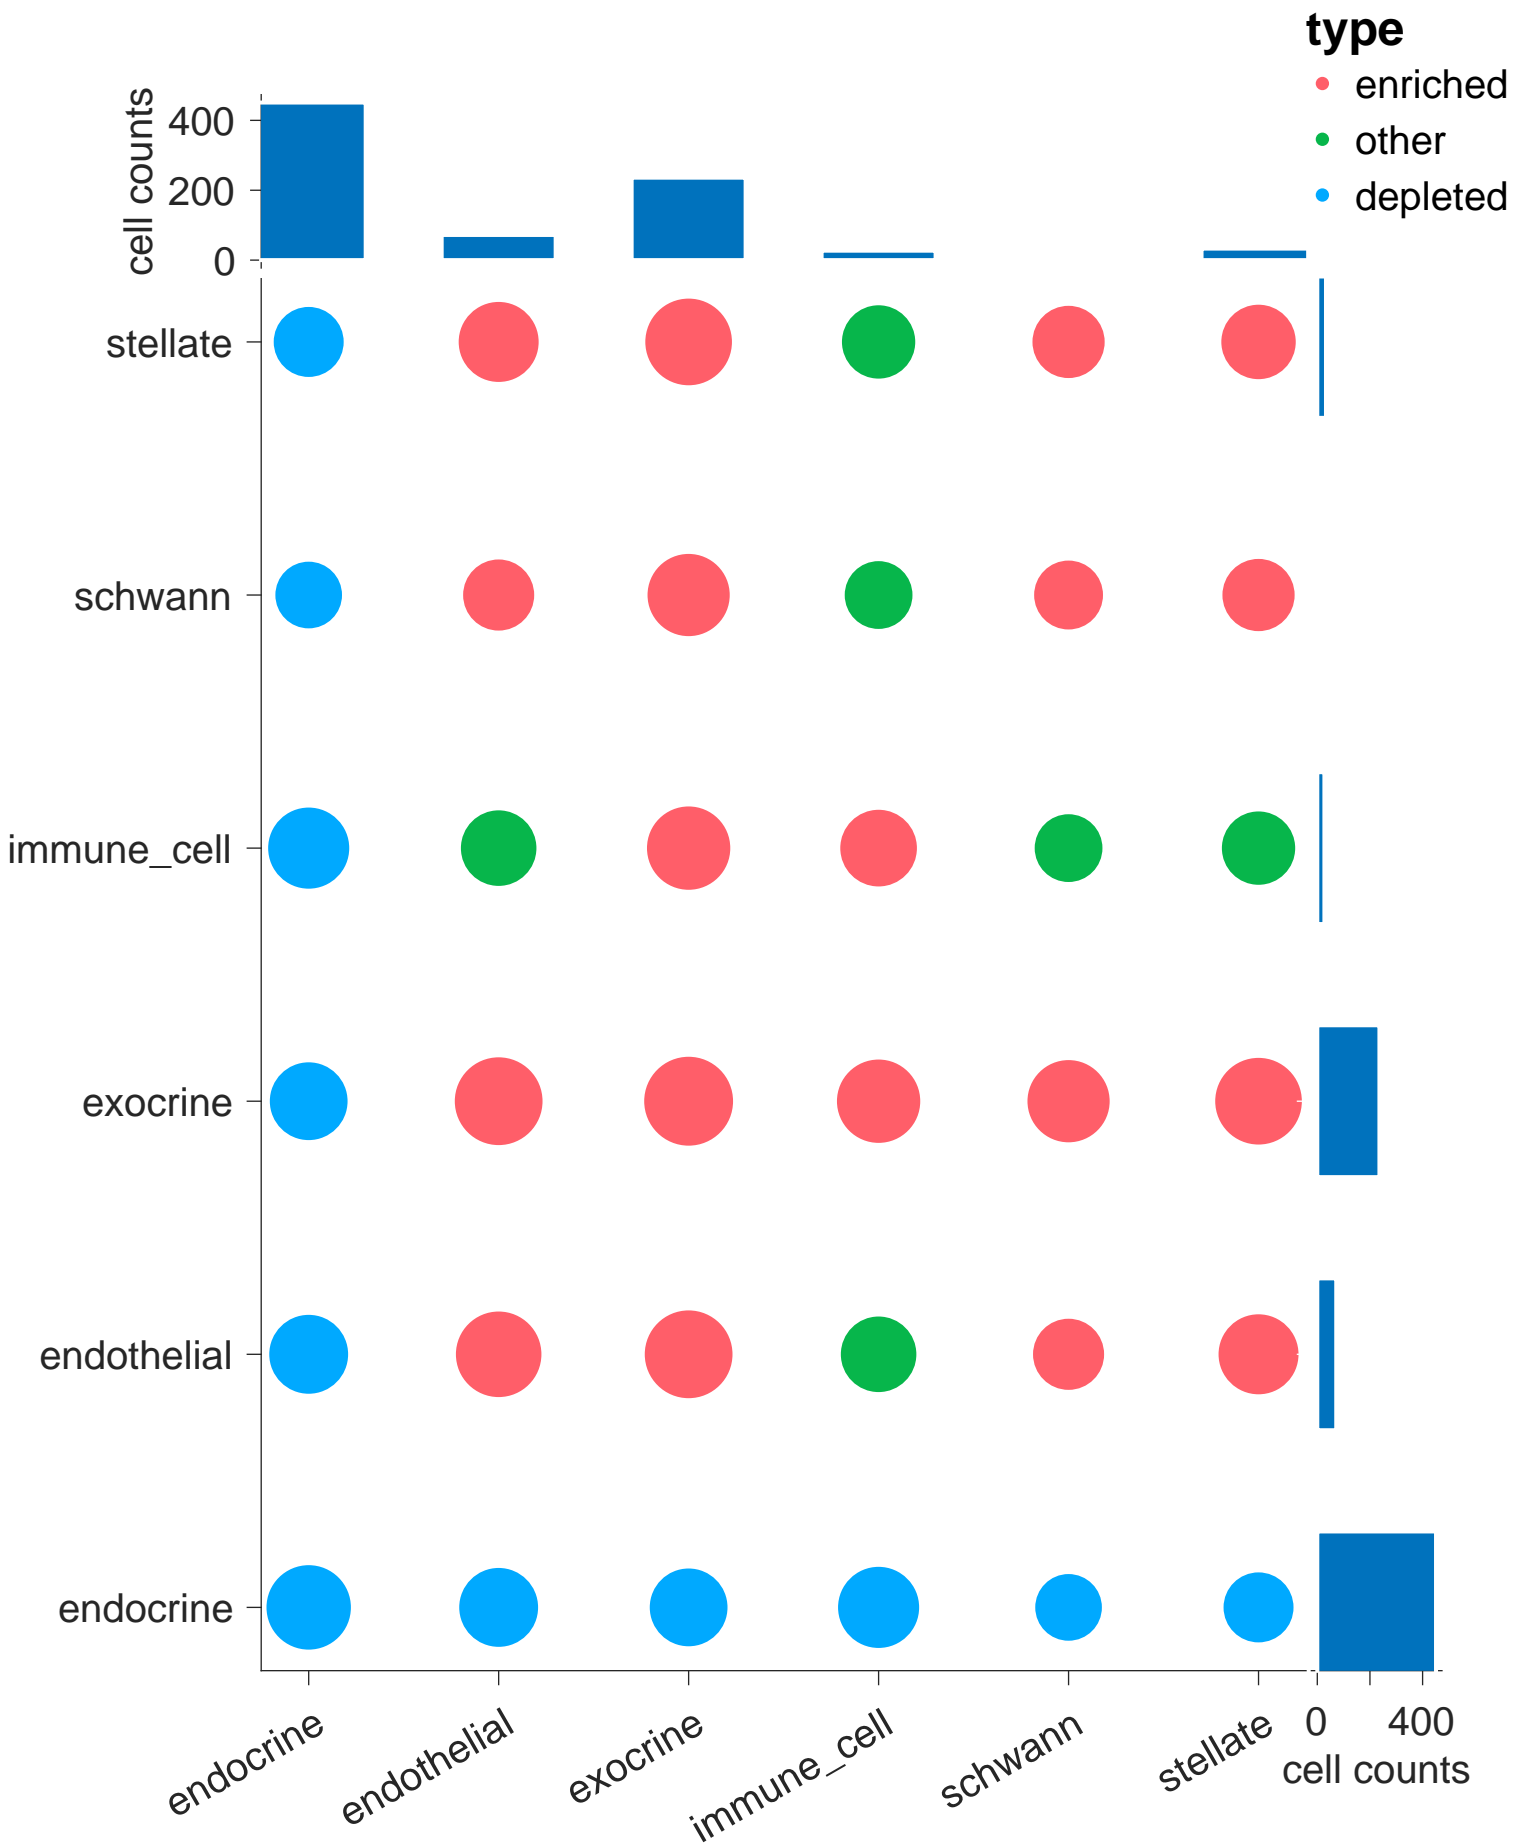 type
enriched
other
depleted
cell counts
400
200
0
stellate
schwann
immune_cell
exocrine
endothelial
endocrine
endocrine
endothelial
exocrine
immune_cell
schwann
stellate
0
400
cell counts